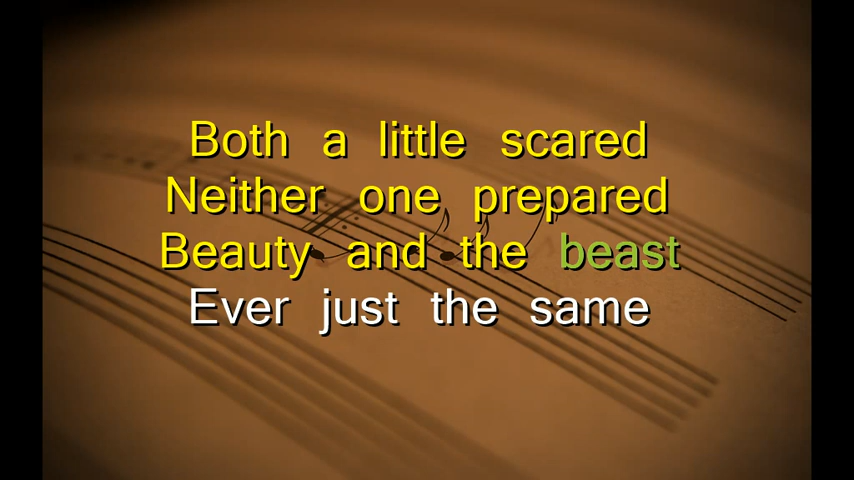 Both a little scared
Neither one prepared
Beauty and the beast
Ever just the same